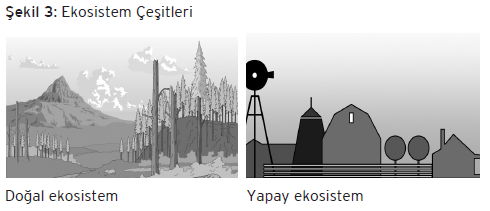 Şekil 3: Ekosistem Çeşitleri
Doğal ekosistem
Yapay ekosistem